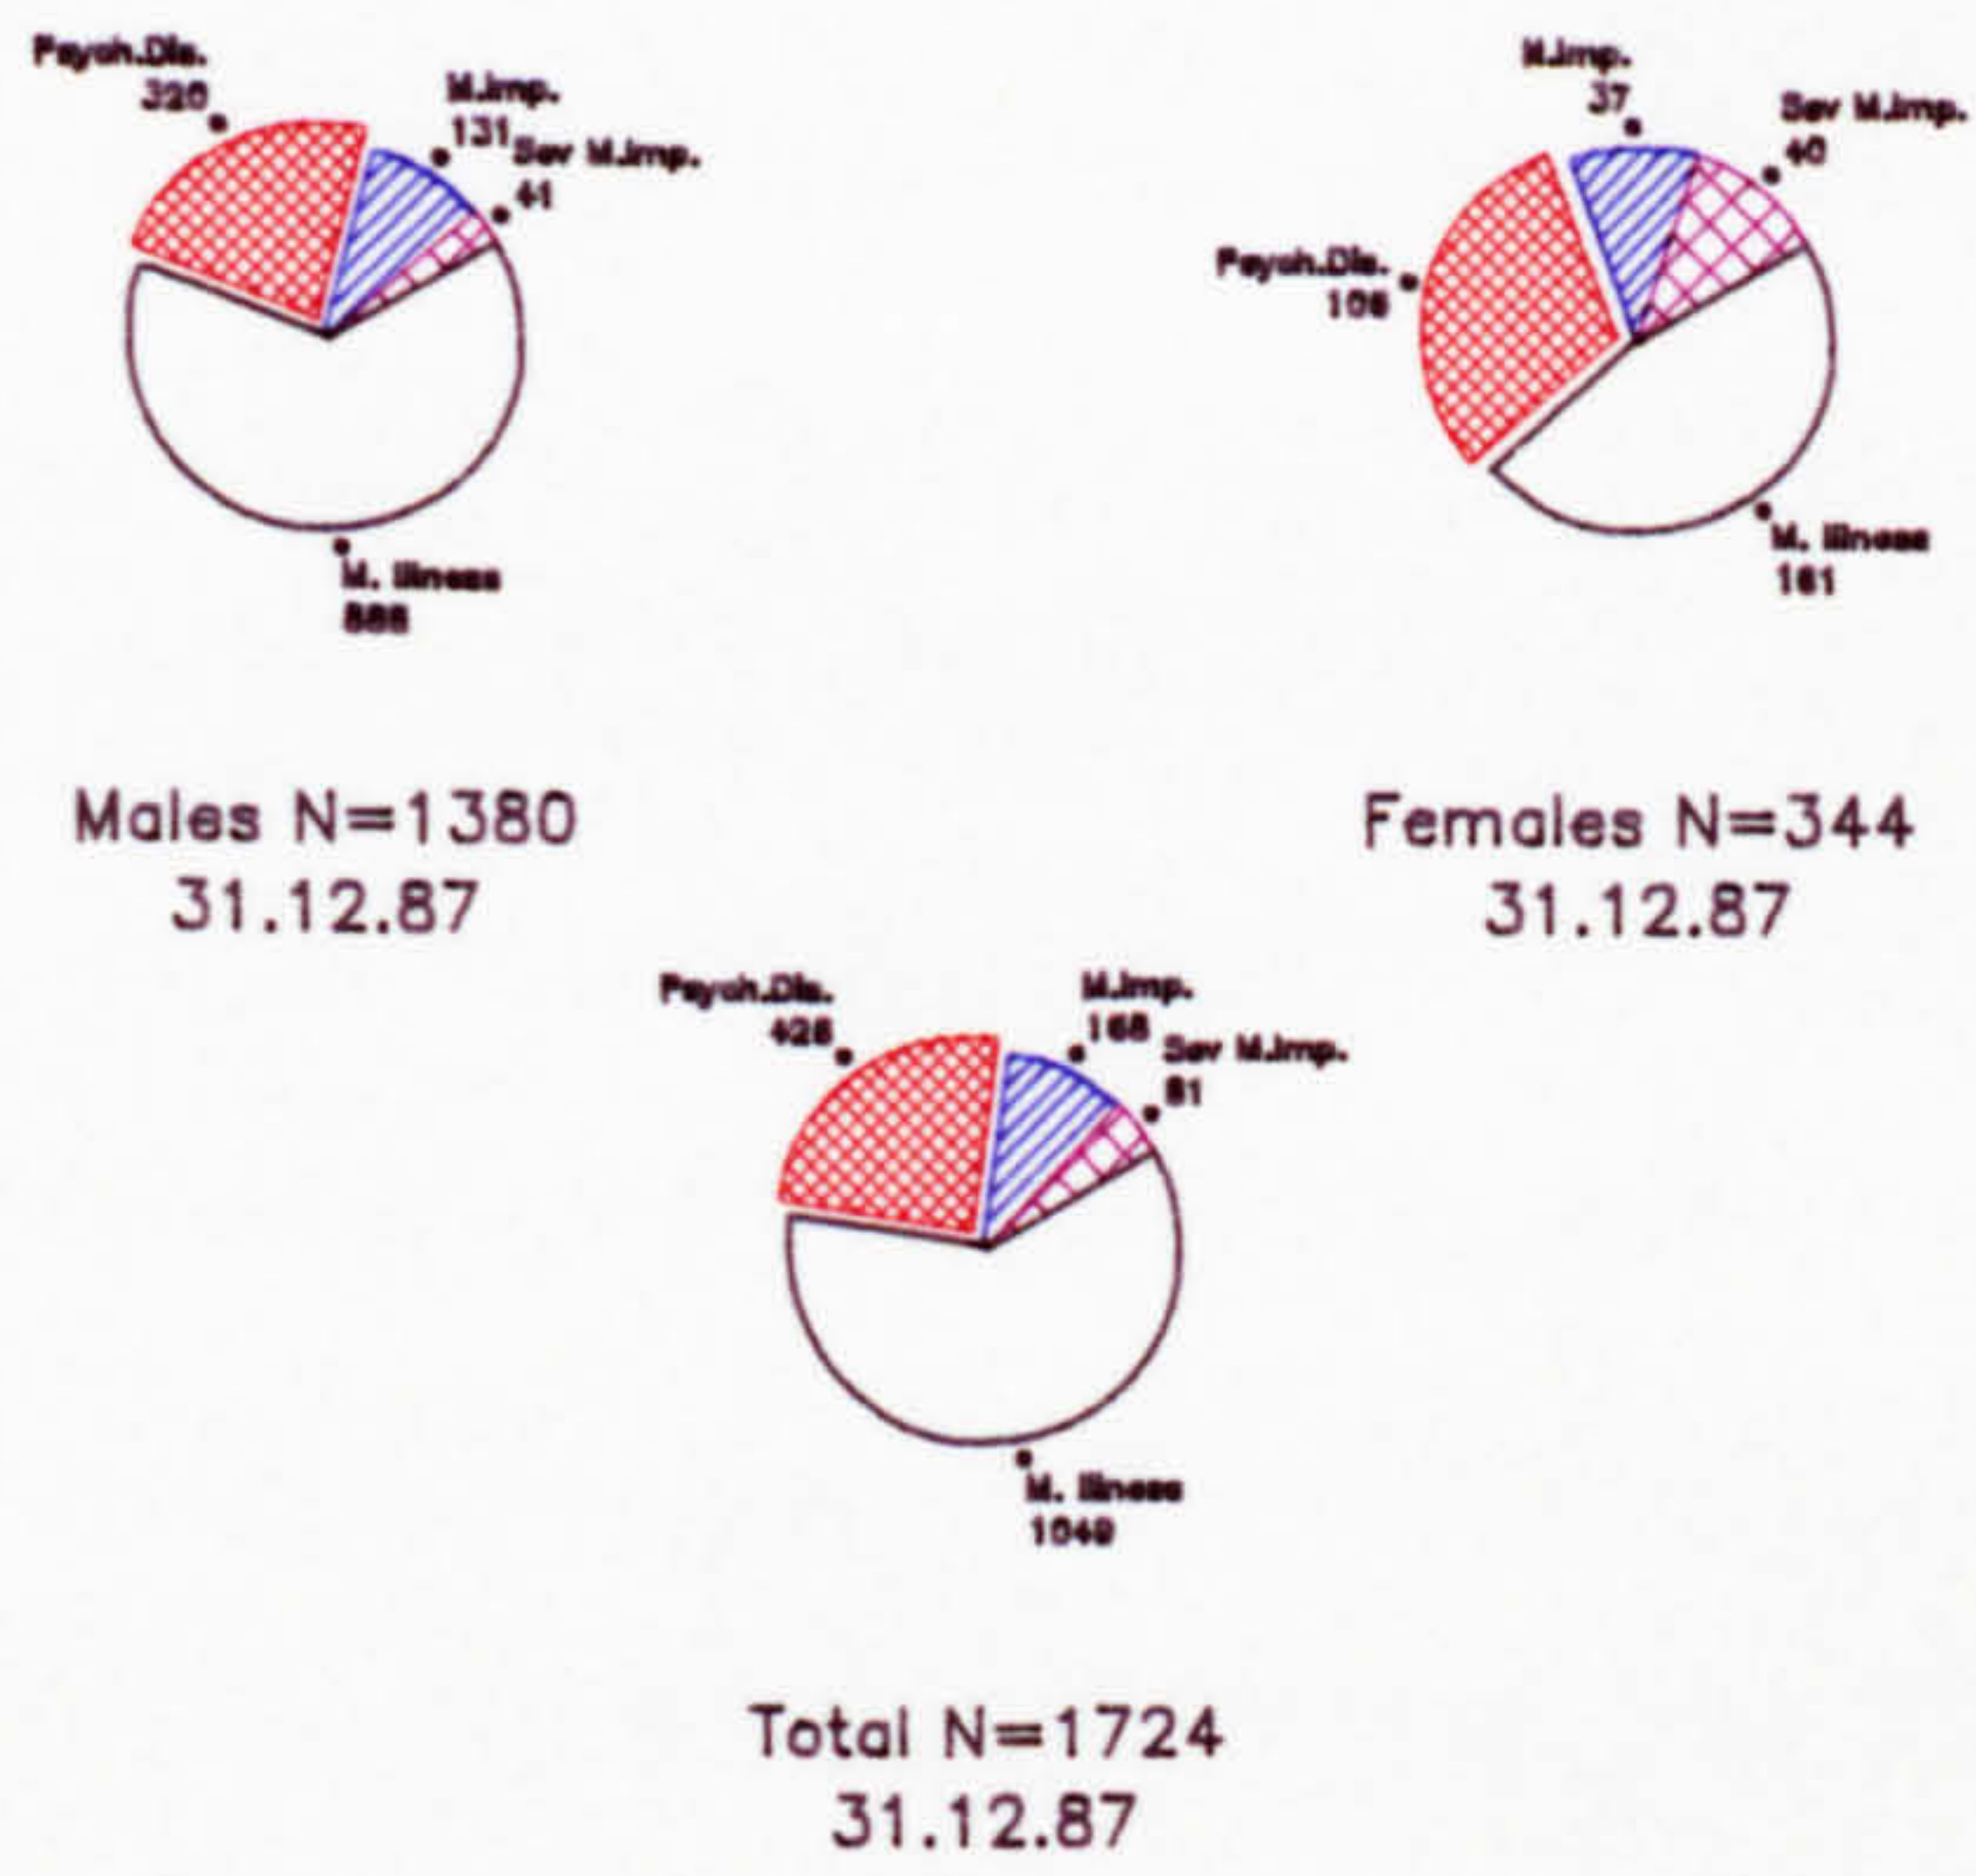 Psych.Dis.
320
M.Imp.
131
Sev M.Imp.
41
M. Illness
888
Males N=1380
31.12.87
M.Imp.
37
Sev M.Imp.
40
Psych.Dis.
106
M. Illness
161
Females N=344
31.12.87
Psych.Dis.
426
M.Imp.
168
Sev M.Imp.
81
M. Illness
1049
Total N=1724
31.12.87